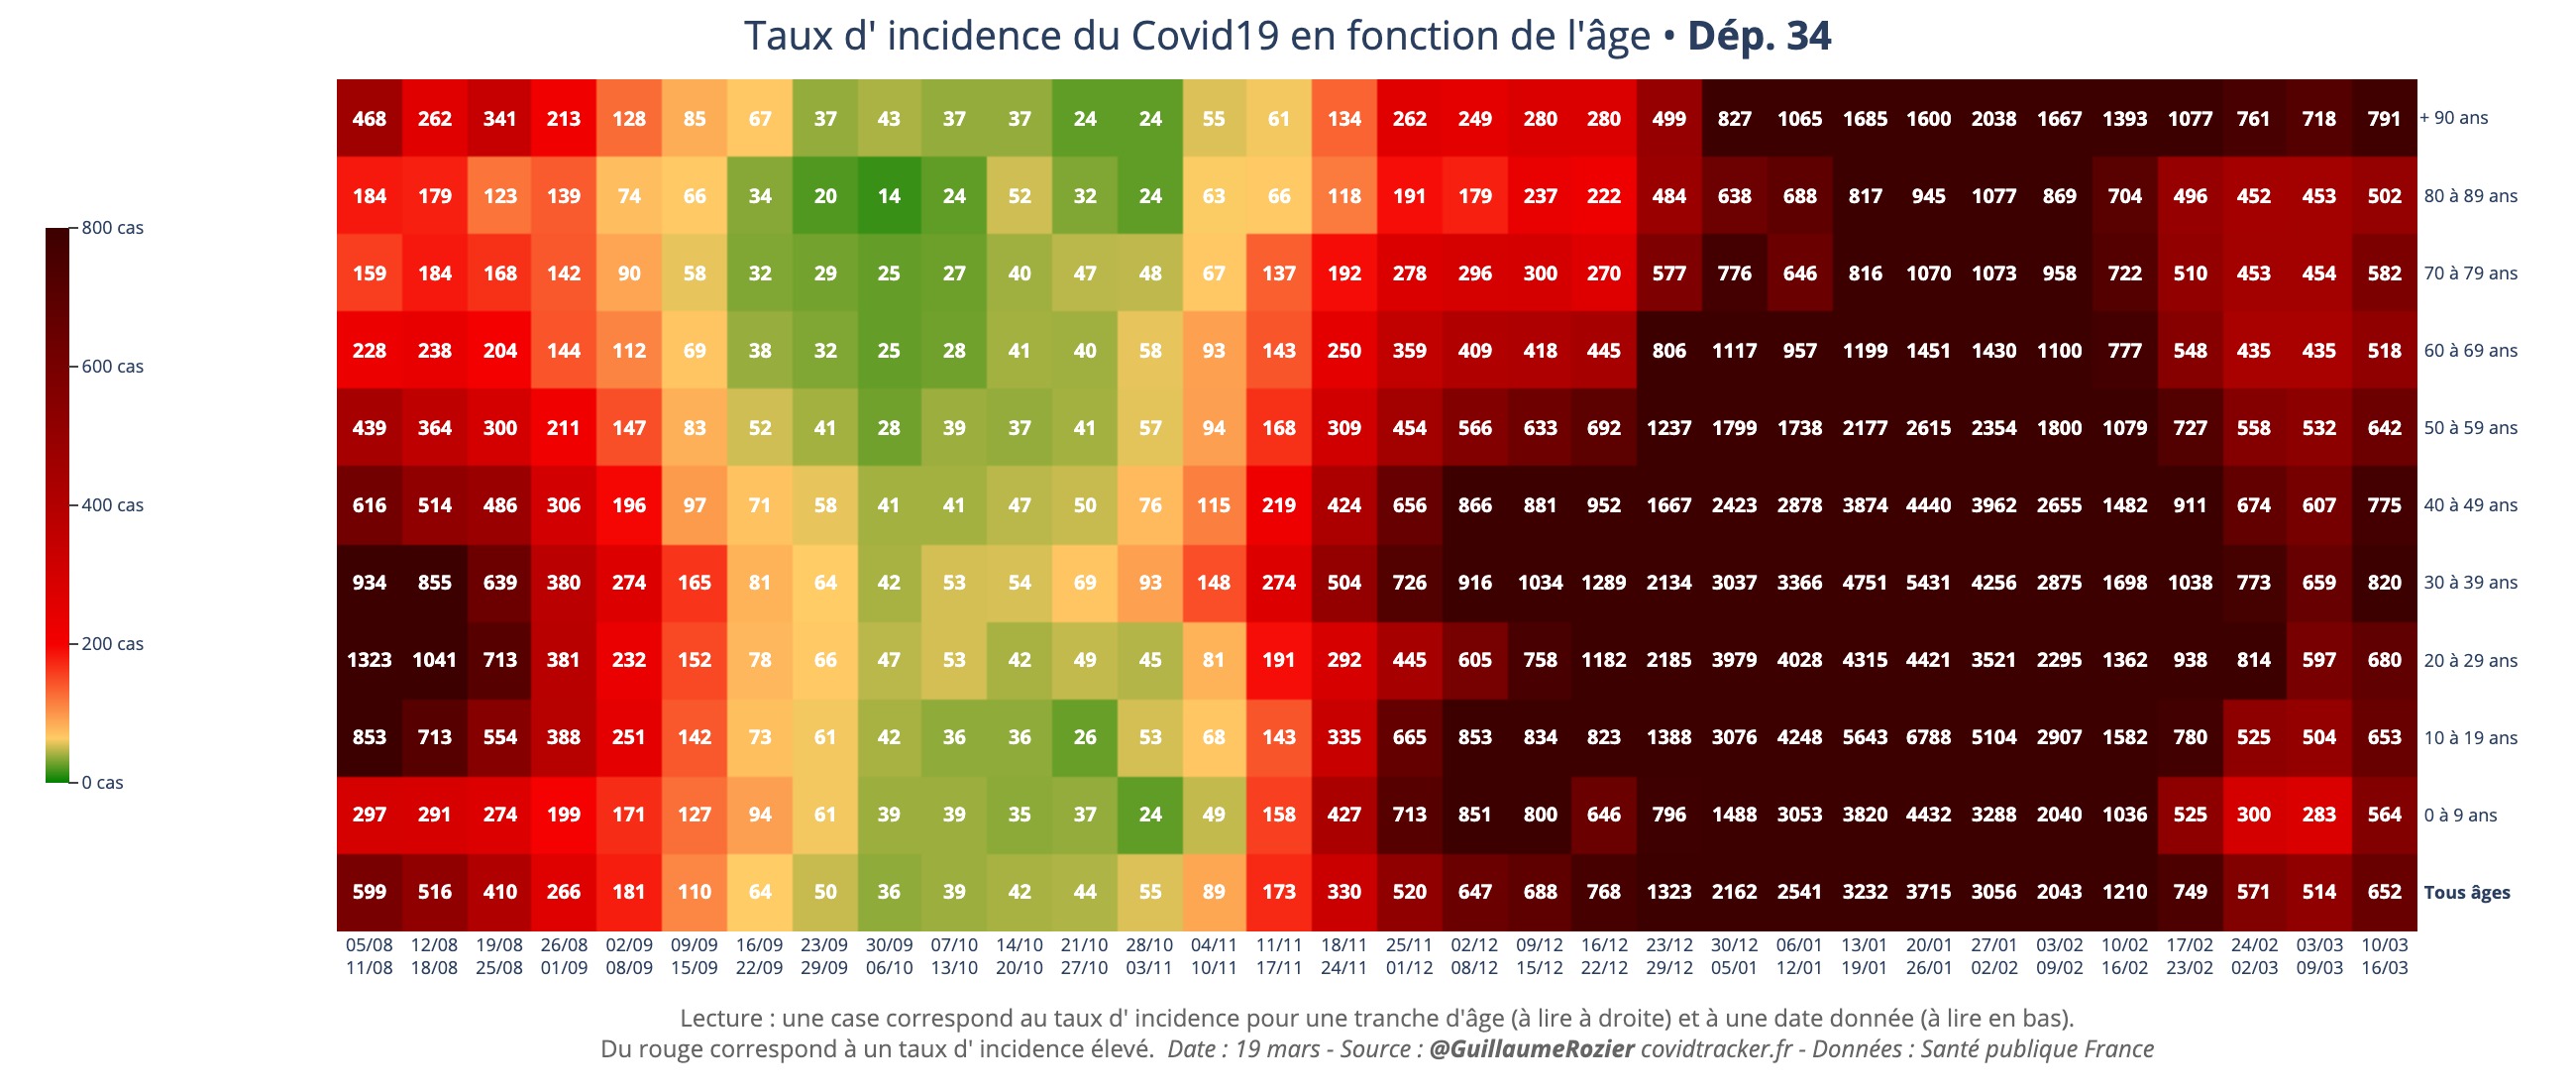 Taux d' incidence du Covid19 en fonction de l'âge • Dép. 34
800 cas
600 cas
400 cas
200 cas
0 cas
468 262 341 213 128 85 67 37 43 37 37 24 24 55 61 134 262 249 280 280 499 827 1065 1685 1600 2038 1667 1393 1077 761 718 791 + 90 ans
184 179 123 139 74 66 34 20 14 24 52 32 24 63 66 118 191 179 237 222 484 638 688 817 945 1077 869 704 496 452 453 502 80 à 89 ans
159 184 168 142 90 58 32 29 25 27 40 47 48 67 137 192 278 296 300 270 577 776 646 816 1070 1073 958 722 510 453 454 582 70 à 79 ans
228 238 204 144 112 69 38 32 25 28 41 40 58 93 143 250 359 409 418 445 806 1117 957 1199 1451 1430 1100 777 548 435 435 518 60 à 69 ans
439 364 300 211 147 83 52 41 28 39 37 41 57 94 168 309 454 566 633 692 1237 1799 1738 2177 2615 2354 1800 1079 727 558 532 642 50 à 59 ans
616 514 486 306 196 97 71 58 41 41 47 50 76 115 219 424 656 866 881 952 1667 2423 2878 3874 4440 3962 2655 1482 911 674 607 775 40 à 49 ans
934 855 639 380 274 165 81 64 42 53 54 69 93 148 274 504 726 916 1034 1289 2134 3037 3366 4751 5431 4256 2875 1698 1038 773 659 820 30 à 39 ans
1323 1041 713 381 232 152 78 66 47 53 42 49 45 81 191 292 445 605 758 1182 2185 3979 4028 4315 4421 3521 2295 1362 938 814 597 680 20 à 29 ans
853 713 554 388 251 142 73 61 42 36 36 26 53 68 143 335 665 853 834 823 1388 3076 4248 5643 6788 5104 2907 1582 780 525 504 653 10 à 19 ans
297 291 274 199 171 127 94 61 39 39 35 37 24 49 158 427 713 851 800 646 796 1488 3053 3820 4432 3288 2040 1036 525 300 283 564 0 à 9 ans
599 516 410 266 181 110 64 50 36 39 42 44 55 89 173 330 520 647 688 768 1323 2162 2541 3232 3715 3056 2043 1210 749 571 514 652 Tous âges
05/08 12/08 19/08 26/08 02/09 09/09 16/09 23/09 30/09 07/10 14/10 21/10 28/10 04/11 11/11 18/11 25/11 02/12 09/12 16/12 23/12 30/12 06/01 13/01 20/01 27/01 03/02 10/02 17/02 24/02 03/03 10/03
11/08 18/08 25/08 01/09 08/09 15/09 22/09 29/09 06/10 13/10 20/10 27/10 03/11 10/11 17/11 24/11 01/12 08/12 15/12 22/12 29/12 05/01 12/01 19/01 26/01 02/02 09/02 16/02 23/02 02/03 09/03 16/03
Lecture : une case correspond au taux d' incidence pour une tranche d'âge (à lire à droite) et à une date donnée (à lire en bas).
Du rouge correspond à un taux d' incidence élevé. Date : 19 mars - Source : @GuillaumeRozier covidtracker.fr - Données : Santé publique France